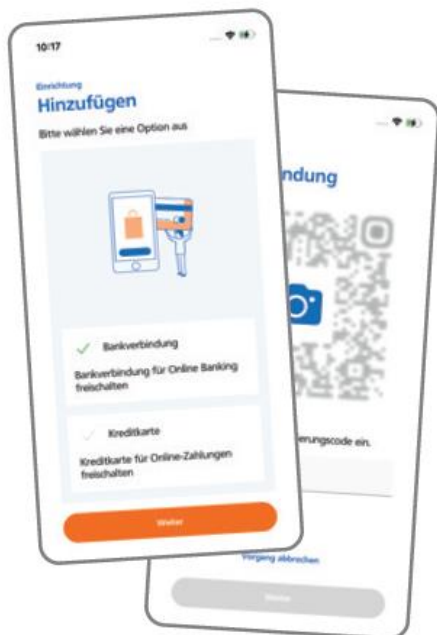 10:17
Einrichtung
Hinzufügen
Bitte wählen Sie eine Option aus
Bankverbindung
Bankverbindung für Online Banking
freischalten
Kreditkarte
Kreditkarte für Online-Zahlungen
freischalten
Weiter
ndung
erungscode ein.
Vorgang abbrechen
Weiter